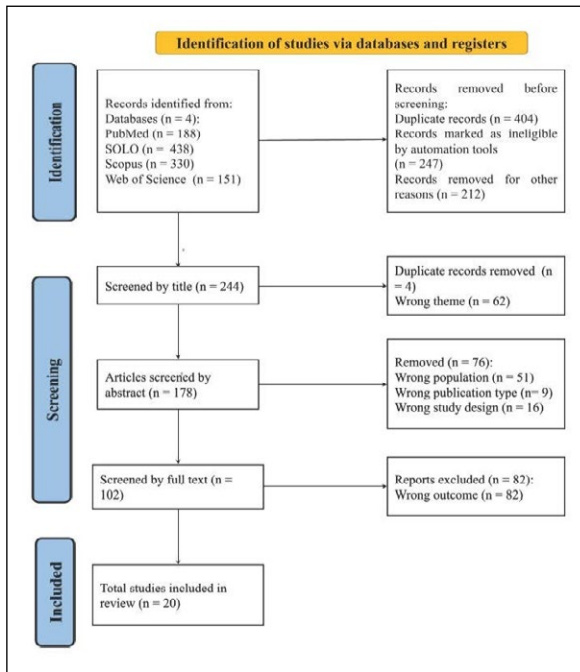 Identification of studies via databases and registers
Identification
Records identified from:
Databases (n = 4):
PubMed (n = 188)
SOLO (n = 438)
Scopus (n = 330)
Web of Science (n = 151)
Records removed before
screening:
Duplicate records (n = 404)
Records marked as ineligible
by automation tools
(n = 247)
Records removed for other
reasons (n = 212)
Screening
Screened by title (n = 244)
Duplicate records removed (n
= 4)
Wrong theme (n = 62)
Articles screened by
abstract (n = 178)
Removed (n = 76):
Wrong population (n = 51)
Wrong publication type (n= 9)
Wrong study design (n = 16)
Screened by full text (n =
102)
Reports excluded (n = 82):
Wrong outcome (n = 82)
Included
Total studies included in
review (n = 20)